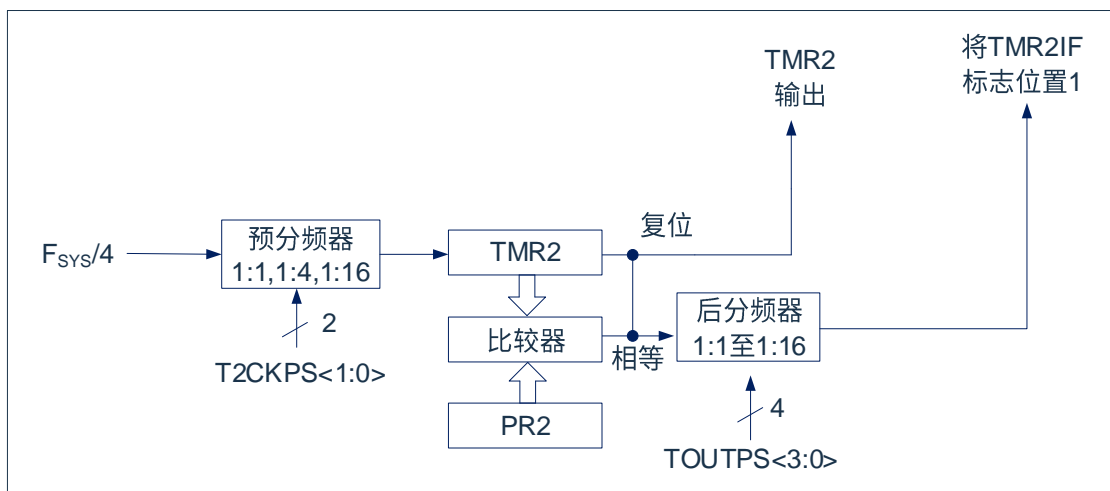 TMR2
输出
将TMR2IF
标志位置1
复位
F_SYS/4
预分频器
1:1,1:4,1:16
TMR2
2
T2CKPS<1:0>
比较器
相等
后分频器
1:1至1:16
PR2
4
TOUTPS<3:0>